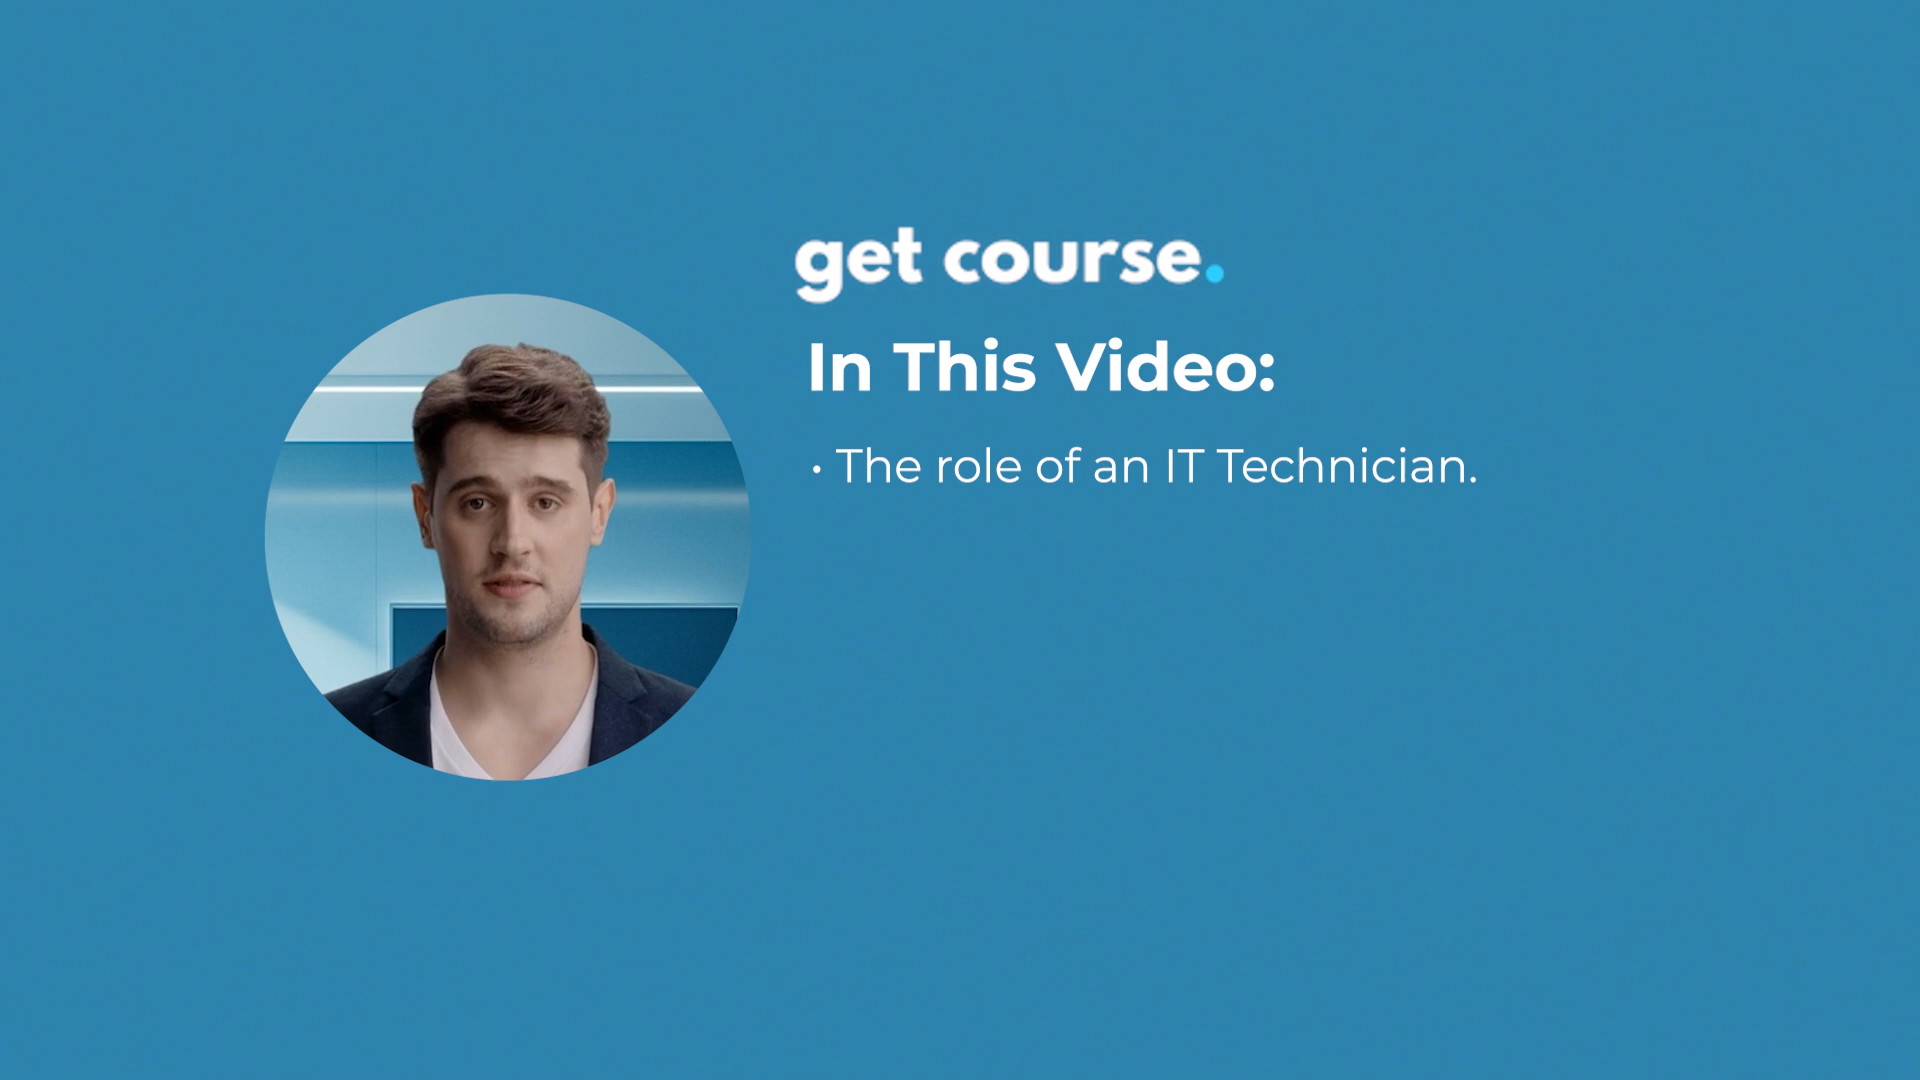 get course.
In This Video:
• The role of an IT Technician.